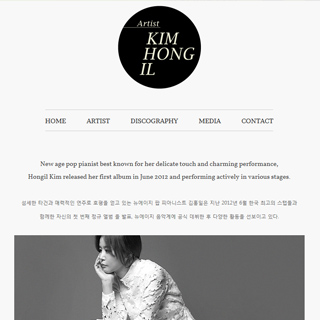 Artist
KIM
HONG
IL
HOME ARTIST DISCOGRAPHY MEDIA CONTACT
New age pop pianist best known for her delicate touch and charming performance,
Hongil Kim released her first album in June 2012 and performing actively in various stages.
섬세한 타건과 매력적인 연주로 호평을 얻고 있는 뉴에이지 팝 피아니스트 김홍일은 지난 2012년 6월 한국 최고의 스텝들과
함께한 자신의 첫 번째 정규 앨범 을 발표, 뉴에이지 음악계에 공식 데뷔한 후 다양한 활동을 선보이고 있다.